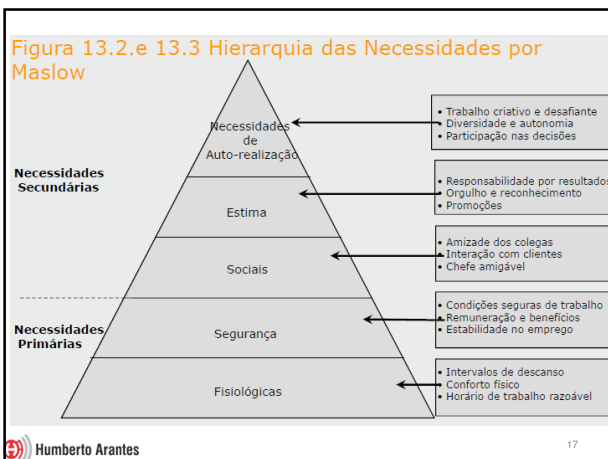 Figura 13.2.e 13.3 Hierarquia das Necessidades por
Maslow
Necessidades
de
Auto-realização
• Trabalho criativo e desafiante
• Diversidade e autonomia
• Participação nas decisões
Necessidades
Secundárias
Estima
• Responsabilidade por resultados
• Orgulho e reconhecimento
• Promoções
Sociais
• Amizade dos colegas
• Interação com clientes
• Chefe amigável
Necessidades
Primárias
Segurança
• Condições seguras de trabalho
• Remuneração e benefícios
• Estabilidade no emprego
Fisiológicas
• Intervalos de descanso
• Conforto físico
• Horário de trabalho razoável
Humberto Arantes
17